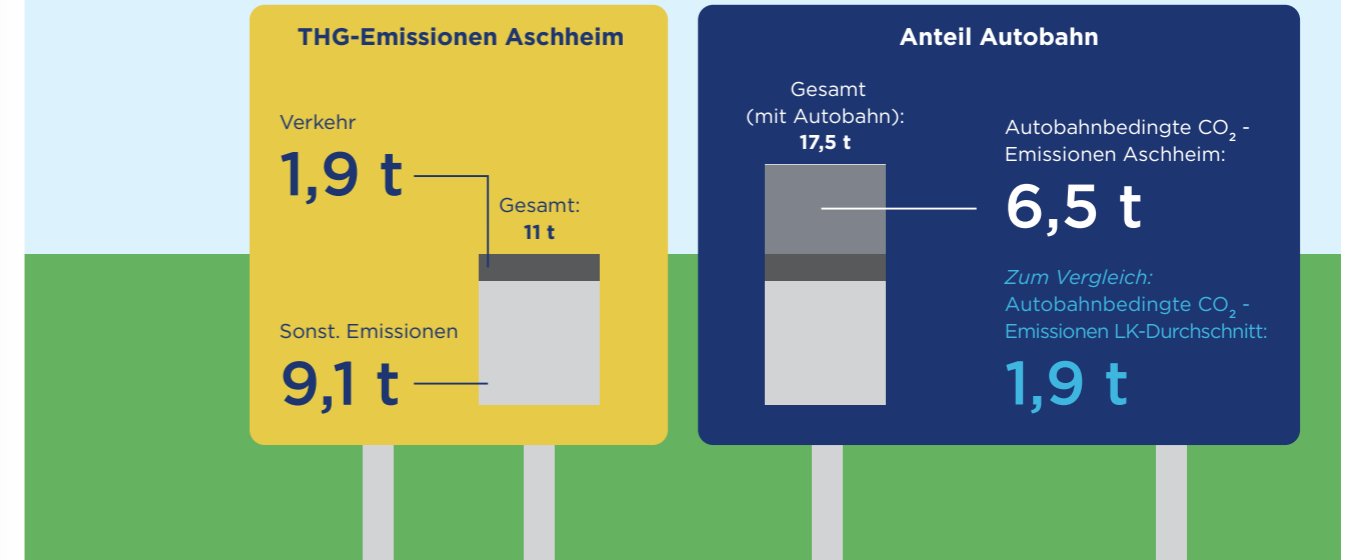 THG-Emissionen Aschheim
Verkehr
1,9 t
Gesamt:
11 t
Sonst. Emissionen
9,1 t
Anteil Autobahn
Gesamt
(mit Autobahn):
17,5 t
Autobahnbedingte CO₂ -
Emissionen Aschheim:
6,5 t
Zum Vergleich:
Autobahnbedingte CO₂ -
Emissionen LK-Durchschnitt:
1,9 t